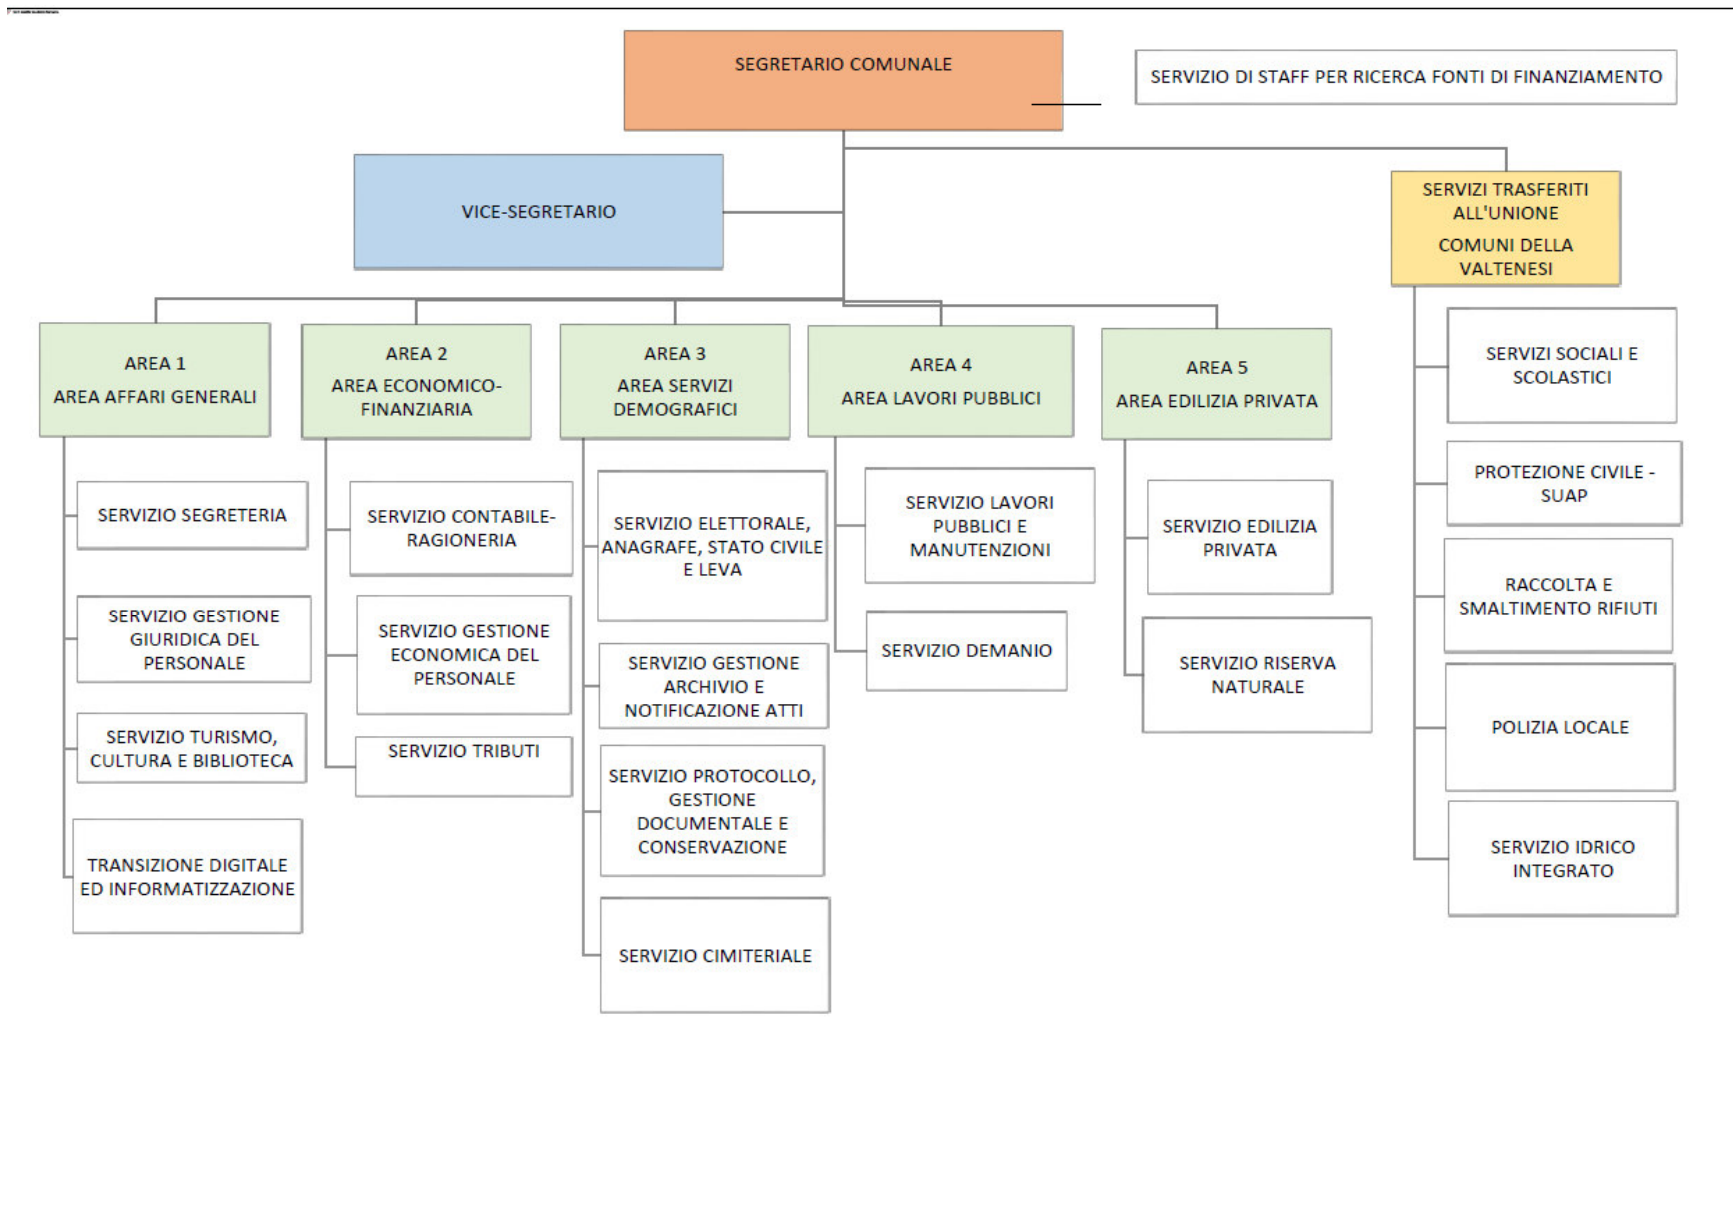 SEGRETARIO COMUNALE
SERVIZIO DI STAFF PER RICERCA FONTI DI FINANZIAMENTO
VICE-SEGRETARIO
SERVIZI TRASFERITI
ALL'UNIONE
COMUNI DELLA
VALTENESI
AREA 1
AREA AFFARI GENERALI
SERVIZIO SEGRETERIA
SERVIZIO GESTIONE
GIURIDICA DEL
PERSONALE
SERVIZIO TURISMO,
CULTURA E BIBLIOTECA
TRANSIZIONE DIGITALE
ED INFORMATIZZAZIONE
AREA 2
AREA ECONOMICO-
FINANZIARIA
SERVIZIO CONTABILE-
RAGIONERIA
SERVIZIO GESTIONE
ECONOMICA DEL
PERSONALE
SERVIZIO TRIBUTI
AREA 3
AREA SERVIZI
DEMOGRAFICI
SERVIZIO ELETTORALE,
ANAGRAFE, STATO CIVILE
E LEVA
SERVIZIO GESTIONE
ARCHIVIO E
NOTIFICAZIONE ATTI
SERVIZIO PROTOCOLLO,
GESTIONE
DOCUMENTALE E
CONSERVAZIONE
SERVIZIO CIMITERIALE
AREA 4
AREA LAVORI PUBBLICI
SERVIZIO LAVORI
PUBBLICI E
MANUTENZIONI
SERVIZIO DEMANIO
AREA 5
AREA EDILIZIA PRIVATA
SERVIZIO EDILIZIA
PRIVATA
SERVIZIO RISERVA
NATURALE
SERVIZI SOCIALI E
SCOLASTICI
PROTEZIONE CIVILE -
SUAP
RACCOLTA E
SMALTIMENTO RIFIUTI
POLIZIA LOCALE
SERVIZIO IDRICO
INTEGRATO